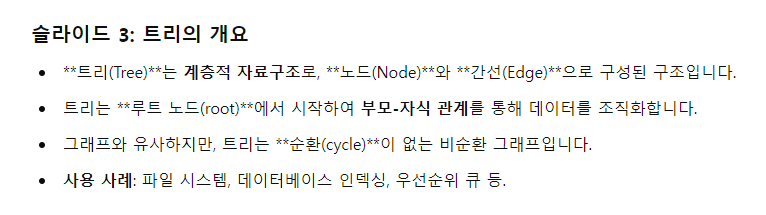 슬라이드 3: 트리의 개요
• **트리(Tree)**는 계층적 자료구조로, **노드(Node)**와 **간선(Edge)**으로 구성된 구조입니다.
• 트리는 **루트 노드(root)**에서 시작하여 부모-자식 관계를 통해 데이터를 조직화합니다.
• 그래프와 유사하지만, 트리는 **순환(cycle)**이 없는 비순환 그래프입니다.
• 사용 사례: 파일 시스템, 데이터베이스 인덱싱, 우선순위 큐 등.